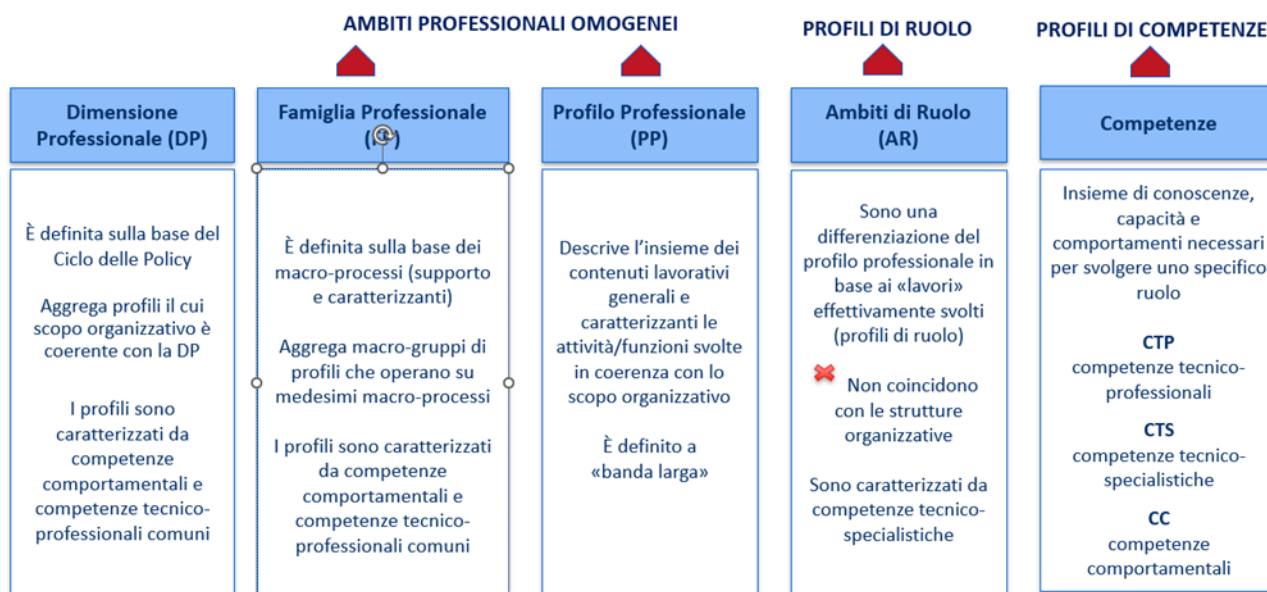 AMBITI PROFESSIONALI OMOGENEI
PROFILI DI RUOLO
PROFILI DI COMPETENZE
Dimensione
Professionale (DP)
È definita sulla base del
Ciclo delle Policy
Aggrega profili il cui
scopo organizzativo è
coerente con la DP
I profili sono
caratterizzati da
competenze
comportamentali e
competenze tecnico-
professionali comuni
Famiglia Professionale
È definita sulla base dei
macro-processi (supporto
e caratterizzanti)
Aggrega macro-gruppi di
profili che operano su
medesimi macro-processi
I profili sono caratterizzati
da competenze
comportamentali e
competenze tecnico-
professionali comuni
Profilo Professionale
(PP)
Descrive l'insieme dei
contenuti lavorativi
generali e
caratterizzanti le
attività/funzioni svolte
in coerenza con lo
scopo organizzativo
È definito a
«banda larga»
Ambiti di Ruolo
(AR)
Sono una
differenziazione del
profilo professionale in
base ai «lavori»
effettivamente svolti
(profili di ruolo)
Non coincidono
con le strutture
organizzative
Sono caratterizzati da
competenze tecnico-
specialistiche
Competenze
Insieme di conoscenze,
capacità e
comportamenti necessari
per svolgere uno specifico
ruolo
CTP
competenze tecnico-
professionali
CTS
competenze tecnico-
specialistiche
CC
competenze
comportamentali